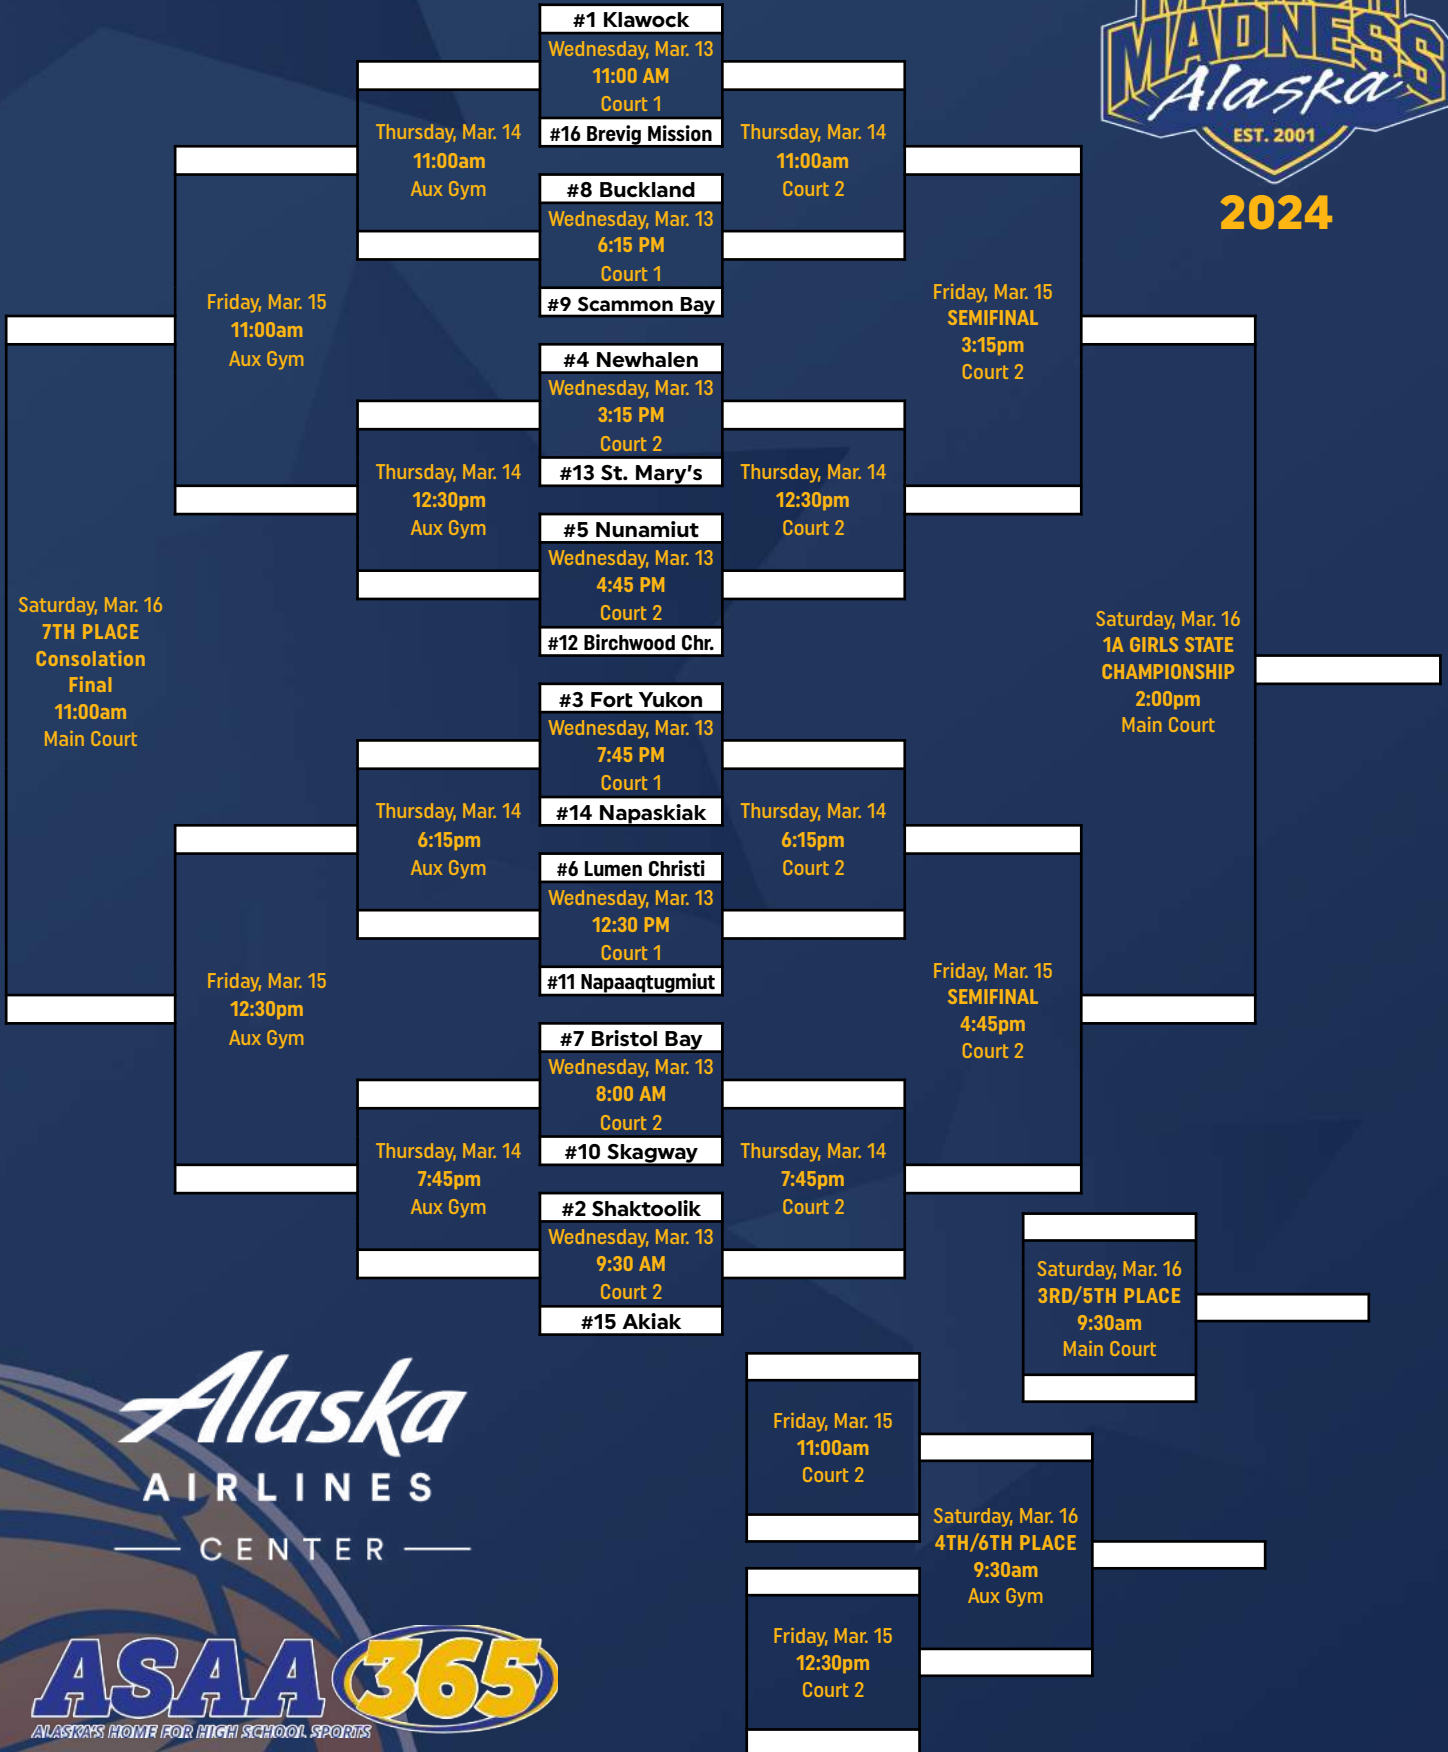 #1 Klawock
Wednesday, Mar. 13
11:00 AM
Court 1
#16 Brevig Mission
#8 Buckland
Wednesday, Mar. 13
6:15 PM
Court 1
#9 Scammon Bay
#4 Newhalen
Wednesday, Mar. 13
3:15 PM
Court 2
#13 St. Mary's
#5 Nunamiut
Wednesday, Mar. 13
4:45 PM
Court 2
#12 Birchwood Chr.
#3 Fort Yukon
Wednesday, Mar. 13
7:45 PM
Court 1
#14 Napaskiak
#6 Lumen Christi
Wednesday, Mar. 13
12:30 PM
Court 1
#11 Napaaqtugmiut
#7 Bristol Bay
Wednesday, Mar. 13
8:00 AM
Court 2
#10 Skagway
#2 Shaktoolik
Wednesday, Mar. 13
9:30 AM
Court 2
#15 Akiak
Thursday, Mar. 14
11:00am
Aux Gym
Thursday, Mar. 14
12:30pm
Aux Gym
Thursday, Mar. 14
6:15pm
Aux Gym
Thursday, Mar. 14
7:45pm
Aux Gym
Friday, Mar. 15
11:00am
Aux Gym
Friday, Mar. 15
12:30pm
Aux Gym
Saturday, Mar. 16
7TH PLACE
Consolation
Final
11:00am
Main Court
Thursday, Mar. 14
11:00am
Court 2
Thursday, Mar. 14
12:30pm
Court 2
Thursday, Mar. 14
6:15pm
Court 2
Thursday, Mar. 14
7:45pm
Court 2
Friday, Mar. 15
SEMIFINAL
3:15pm
Court 2
Friday, Mar. 15
SEMIFINAL
4:45pm
Court 2
Saturday, Mar. 16
1A GIRLS STATE
CHAMPIONSHIP
2:00pm
Main Court
MADNESS
Alaska
EST. 2001
2024
Saturday, Mar. 16
3RD/5TH PLACE
9:30am
Main Court
Friday, Mar. 15
11:00am
Court 2
Saturday, Mar. 16
4TH/6TH PLACE
9:30am
Aux Gym
Friday, Mar. 15
12:30pm
Court 2
Alaska
AIRLINES
CENTER
ASAA 365
ALASKA'S HOME FOR HIGH SCHOOL SPORTS